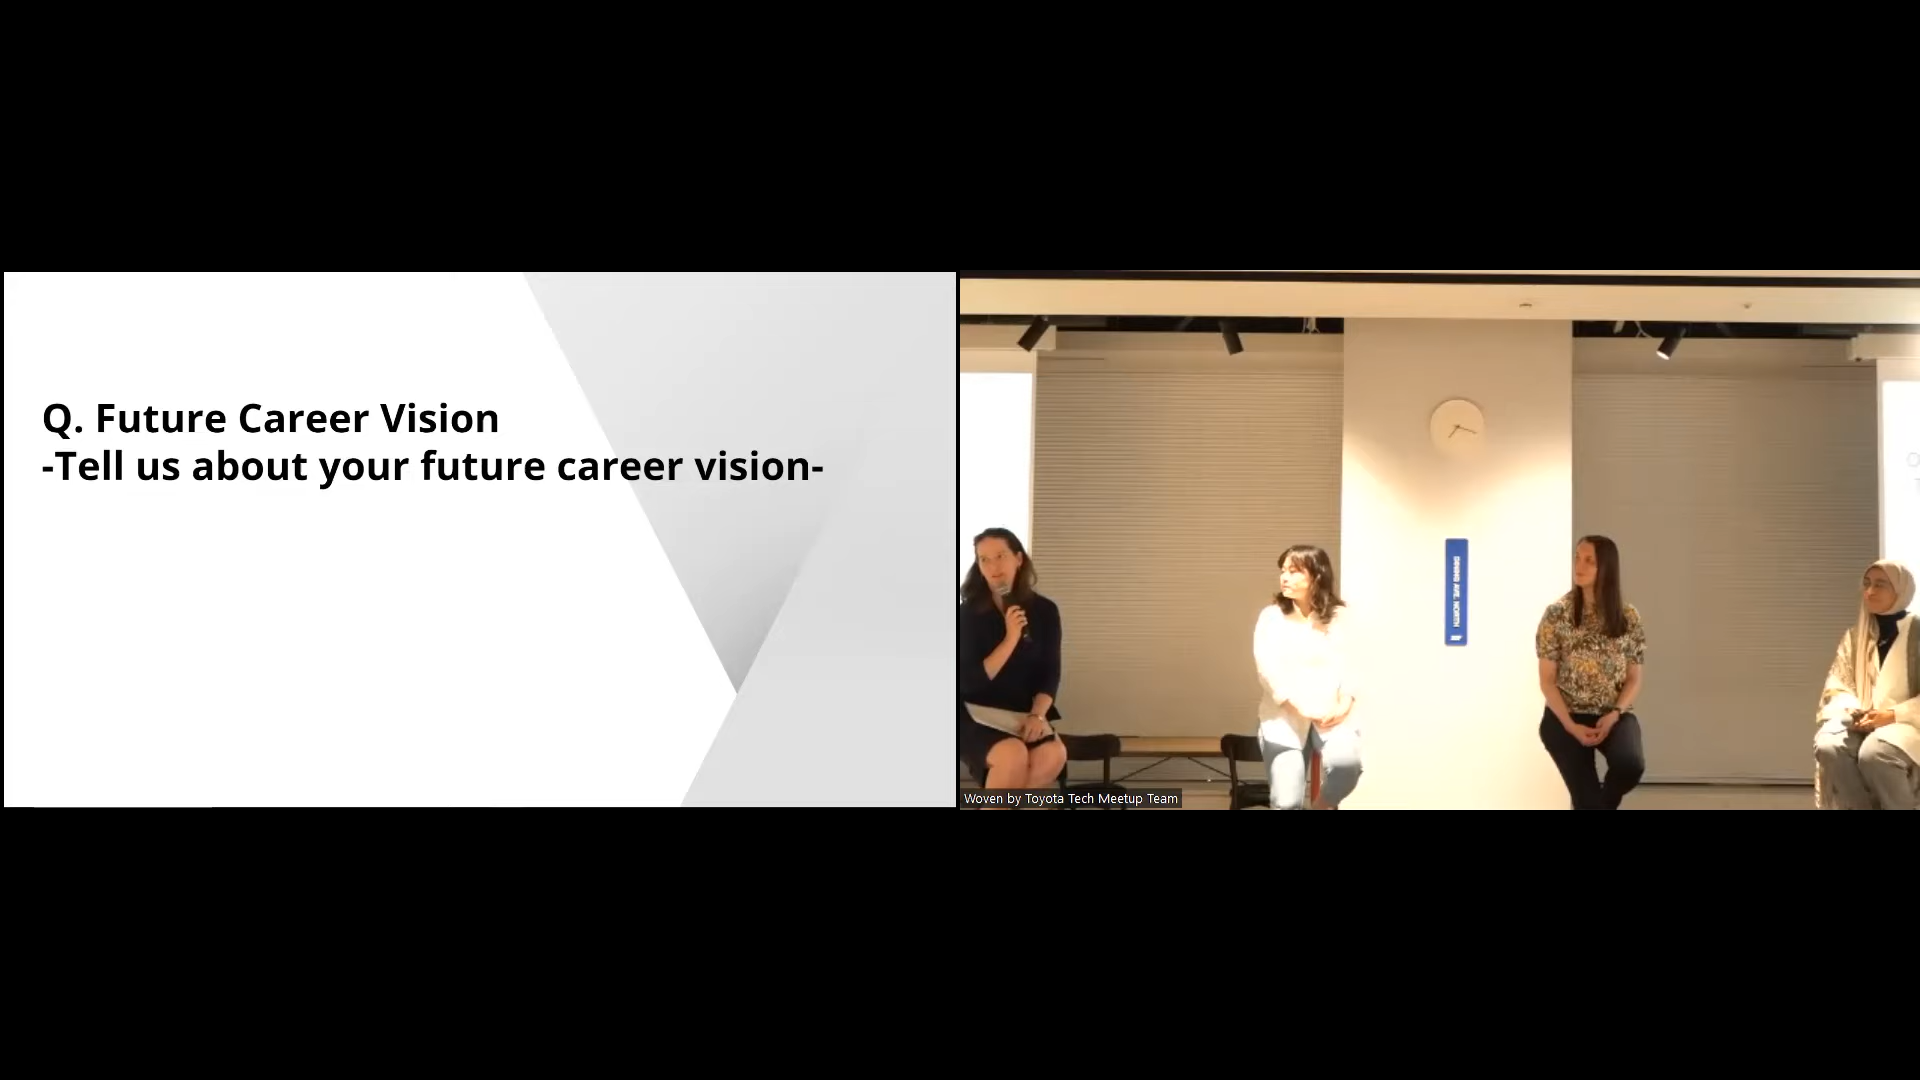 Q. Future Career Vision
-Tell us about your future career vision-
Woven by Toyota Tech Meetup Team